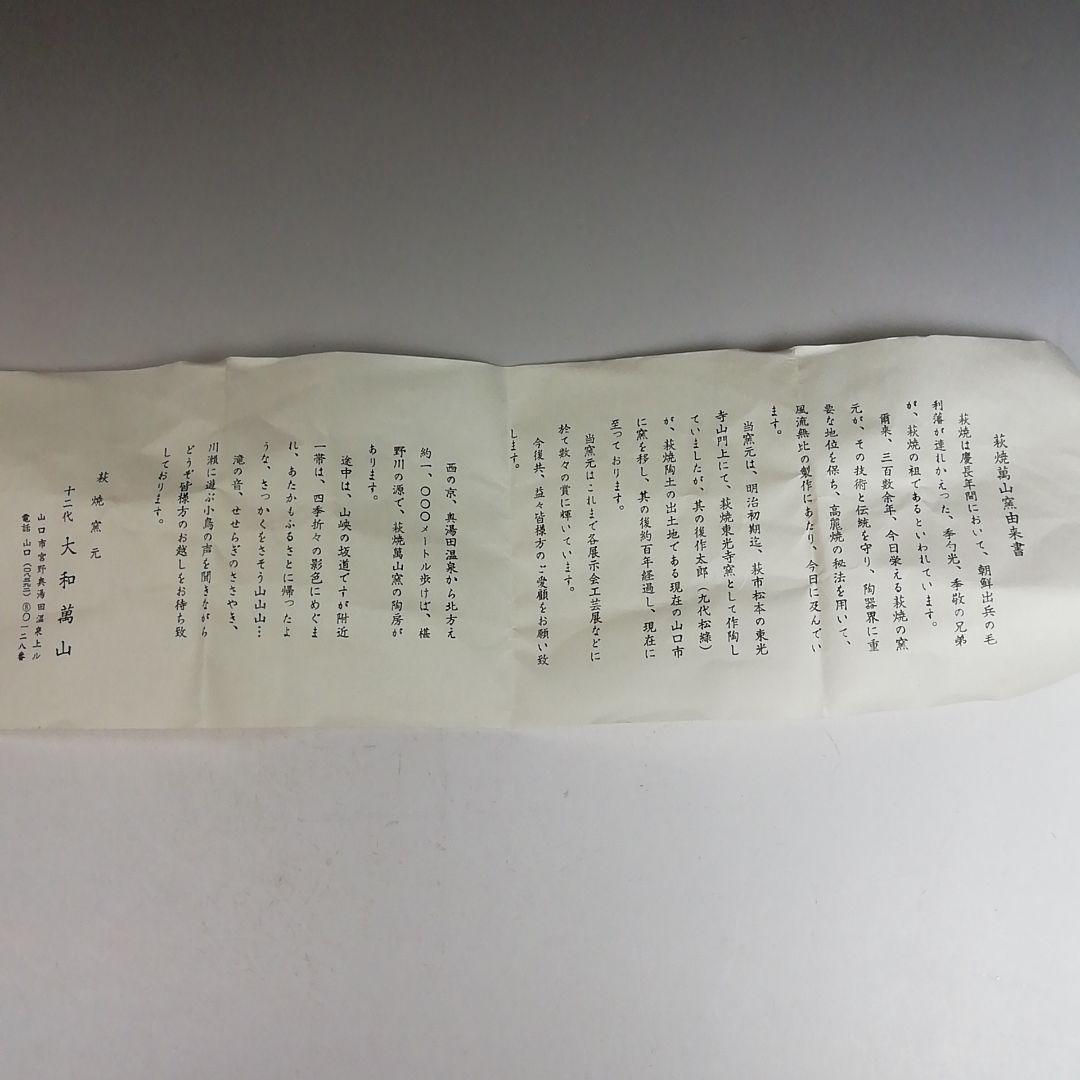 萩焼萬山窯由来書
萩焼は慶長年間において、朝鮮出兵の毛
利藩が連れかえった、李勺光、李敬の兄弟
が、萩焼の祖であるといわれています。
爾来、三百数余年、今日栄える萩焼の窯
元が、その技術と伝統を守り、陶器界に重
要な地位を保ち、高麗焼の秘法を用いて、
風流無比の製作にあたり、今日に及んでい
ます。
当窯元は、明治初期迄、萩市松本の東光
寺山門上にて、萩焼東光寺窯として作陶し
ていましたが、其の後作太郎(九代松緑)
が、萩焼陶土の出土地である現在の山口市
に窯を移し、其の後約百年経過し、現在に
至っております。
当窯元はこれまで各展示会工芸展などに
於て数々の賞に輝いています。
今後共、益々皆様方のご愛顧をお願い致
します。
西の京、奥湯田温泉から北方え
約一、〇〇〇メートル歩けば、椹
野川の源で、萩焼萬山窯の陶房が
あります。
途中は、山峡の坂道ですが附近
一帯は、四季折々の影色にめぐま
れ、あたかもふるさとに帰ったよ
うな、さっかくをさそう山山山…
滝の音、せせらぎのささやき、
川瀬に遊ぶ小鳥の声を聞きながら
どうぞ皆様方のお越しをお待ち致
しております。
萩焼窯元
十二代 大和萬山
山口市宮野奥湯田温泉上ル
電話 山口(〇八三九二)⑧〇一二八番